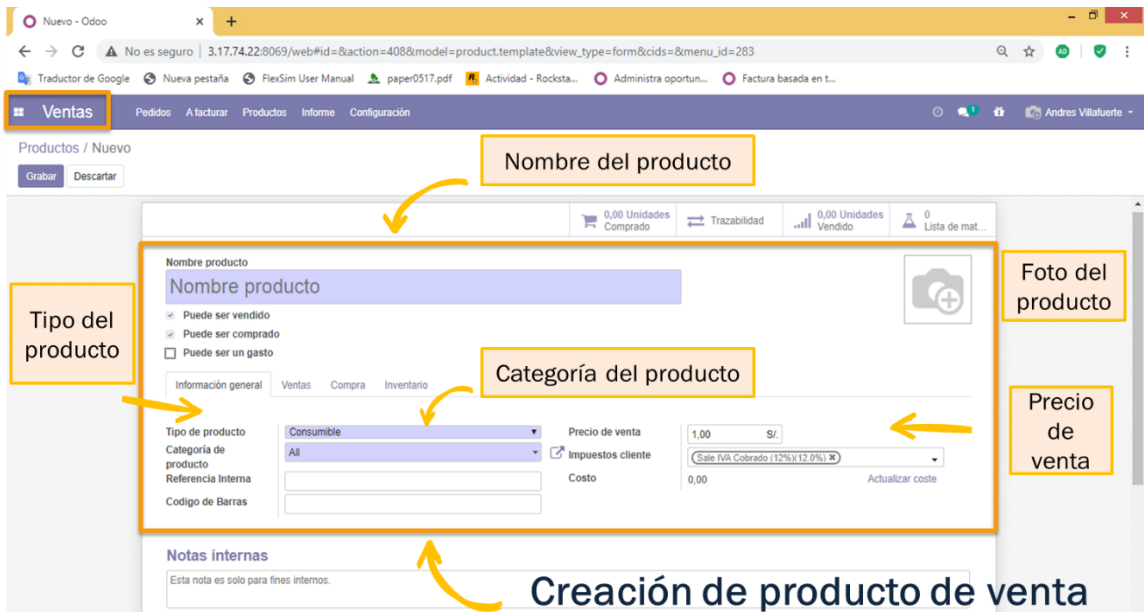 Nuevo - Odoo
No es seguro | 3.17.74.22:8069/web#id=&action=408&model=product.template&view_type=form&cids=&menu_id=283
AD
Traductor de Google Nueva pestaña FlexSim User Manual paper0517.pdf R. Actividad - Rocksta... Administra oportun... Factura basada en t...
Ventas Pedidos A facturar Productos Informe Configuración 1 Andres Villafuerte
Productos / Nuevo
Grabar Descartar
Nombre del producto
0,00 Unidades Comprado
Trazabilidad
0,00 Unidades Vendido
0 Lista de mat...
Nombre producto
Nombre producto
Foto del
producto
Tipo del
producto
Puede ser vendido
Puede ser comprado
Puede ser un gasto
Categoría del producto
Información general Ventas Compra Inventario
Precio
de
venta
Tipo de producto Consumible
Categoría de producto All
Referencia Interna
Codigo de Barras
Precio de venta 1,00 S/.
Impuestos cliente Sale IVA Cobrado (12%)(12.0%) ✖
Costo 0,00 Actualizar coste
Notas internas
Esta nota es solo para fines internos.
Creación de producto de venta